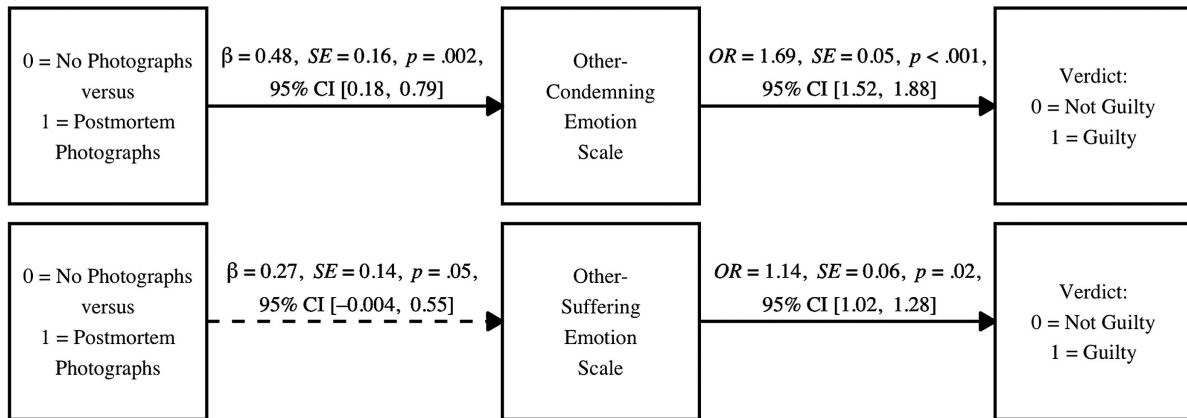 0 = No Photographs
versus
1 = Postmortem
Photographs
β = 0.48, SE = 0.16, p = .002,
95% CI [0.18, 0.79]
Other-
Condemning
Emotion
Scale
OR = 1.69, SE = 0.05, p < .001,
95% CI [1.52, 1.88]
Verdict:
0 = Not Guilty
1 = Guilty
0 = No Photographs
versus
1 = Postmortem
Photographs
β = 0.27, SE = 0.14, p = .05,
95% CI [–0.004, 0.55]
Other-
Suffering
Emotion
Scale
OR = 1.14, SE = 0.06, p = .02,
95% CI [1.02, 1.28]
Verdict:
0 = Not Guilty
1 = Guilty